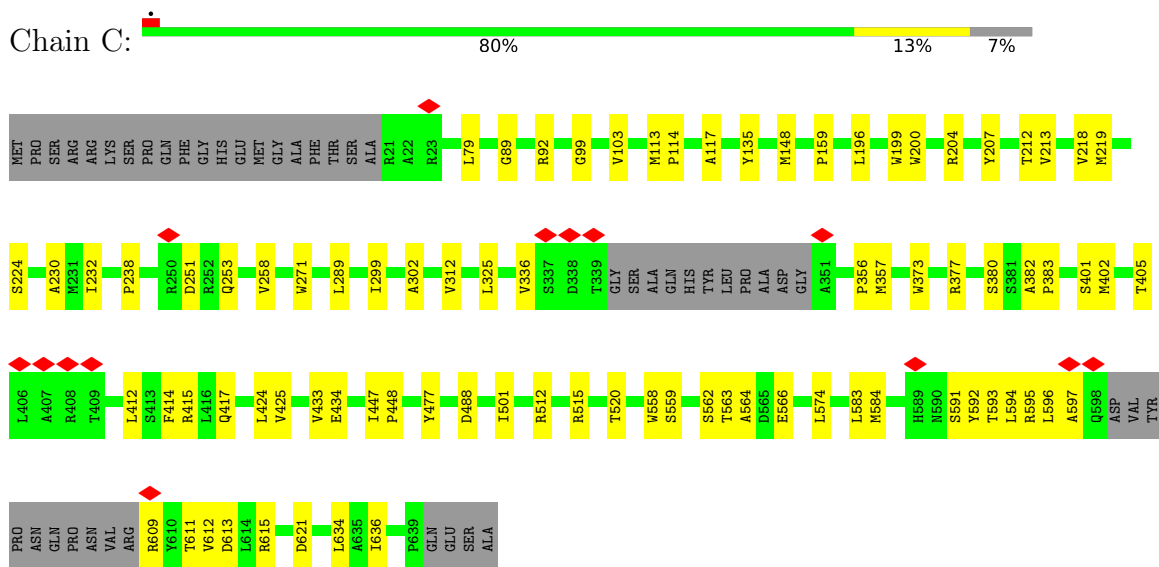 Chain C:
80% 13% 7%
MET PRO SER ARG ARG LYS SER PRO GLN PHE GLY HIS GLU MET GLY ALA PHE THR SER ALA R21 A22 R23 L79 G89 R92 G99 V103 M113 P114 A117 Y135 M148 P159 L196 W199 W200 R204 Y207 T212 V213 V218 M219
S224 A230 M231 I232 P238 R250 D251 R252 Q253 V258 W271 L289 I299 A302 V312 L325 V336 S337 D338 T339 GLY SER ALA GLN HIS TYR LEU PRO ALA ASP GLY A351 P356 M357 W373 R377 S380 S381 A382 P383 S401 M402 T405
L406 A407 R408 T409 L412 S413 F414 R415 L416 Q417 L424 V425 V433 E434 I447 P448 Y477 D488 I501 R512 R515 T520 W558 S559 S562 T563 A564 D565 E566 L574 L583 M584 H589 N590 S591 Y592 T593 L594 R595 L596 A597 Q598 ASP VAL TYR
PRO ASN GLN PRO ASN VAL ARG R609 Y610 T611 V612 D613 L614 R615 D621 L634 A635 I636 P639 GLN GLU SER ALA